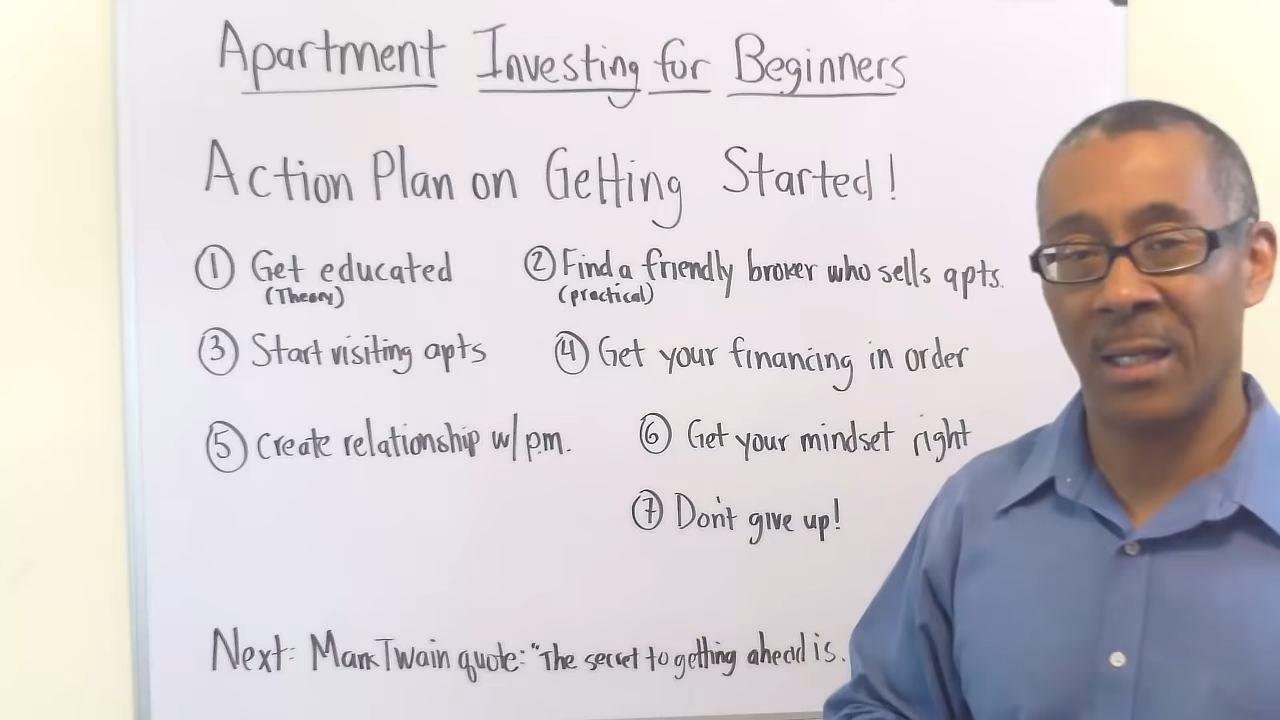 Apartment Investing for Beginners
Action Plan on Getting Started!
① Get educated ② Find a friendly broker who sells apts.
(Theory) (practical)
③ Start visiting apts ④ Get your financing in order
⑤ Create relationship w/ p.m. ⑥ Get your mindset right
⑦ Don't give up!
Next: Mark Twain quote: "The secret to getting ahead is.